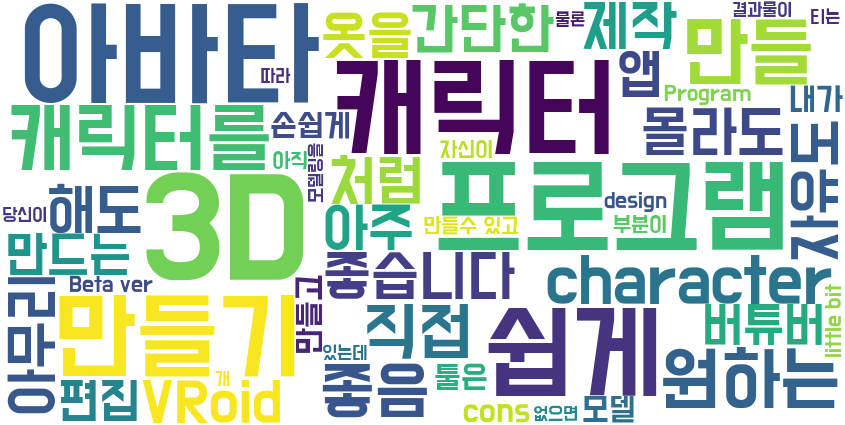 아바타
옷을
간단한
제작
물론
결과물이
티는
만들
앱
Program
내가
캐릭터
캐릭터를
따라
손쉽게
아직
모델링을
자신이
몰라도
도와
당신이
해도
3D
처럼
프로그램
design
부분이
만드는
아주
만들수 있고
Beta ver
좋습니다
character
아무리
만들기
만들고
있는데
직접
쉽게
버튜버
little bit
편집
VRoid
개
좋음
툴은
cons
없으면
모델
원하는